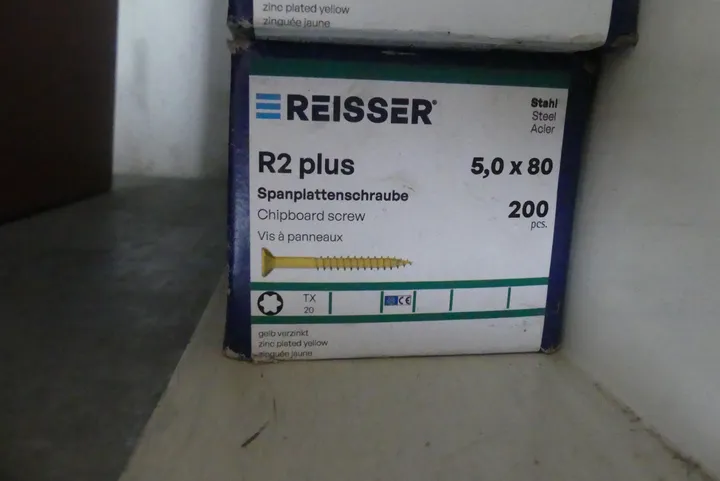 zinc plated yellow
zinguée jaune
REISSER®
Stahl
Steel
Acier
R2 plus
5,0 x 80
Spanplattenschraube
Chipboard screw
200
pcs.
Vis à panneaux
TX
20
CE
gelb verzinkt
zinc plated yellow
zinguée jaune